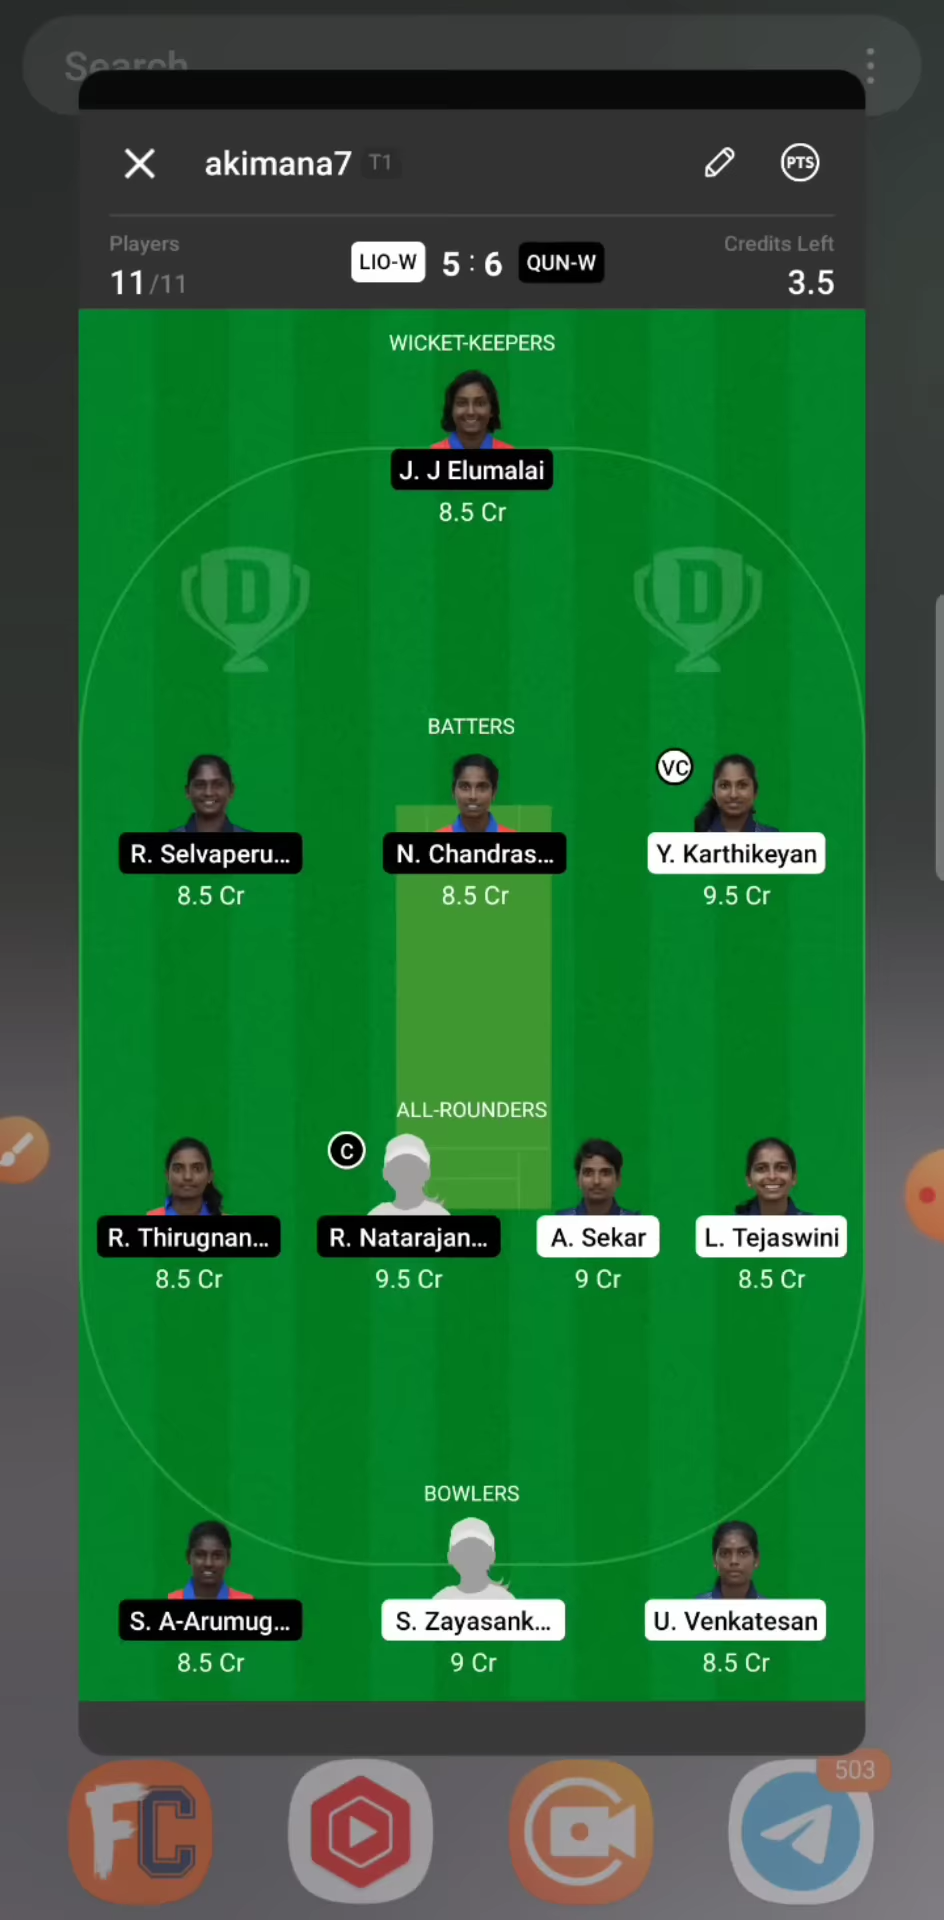 Search
akimana7 T1
PTS
Players
11/11
LIO-W 5 : 6 QUN-W
Credits Left
3.5
WICKET-KEEPERS
J. J Elumalai
8.5 Cr
D D
BATTERS
VC
R. Selvaperu... N. Chandras... Y. Karthikeyan
8.5 Cr 8.5 Cr 9.5 Cr
ALL-ROUNDERS
C
R. Thirugnan... R. Natarajan... A. Sekar L. Tejaswini
8.5 Cr 9.5 Cr 9 Cr 8.5 Cr
BOWLERS
S. A-Arumug... S. Zayasank... U. Venkatesan
8.5 Cr 9 Cr 8.5 Cr
503
FC